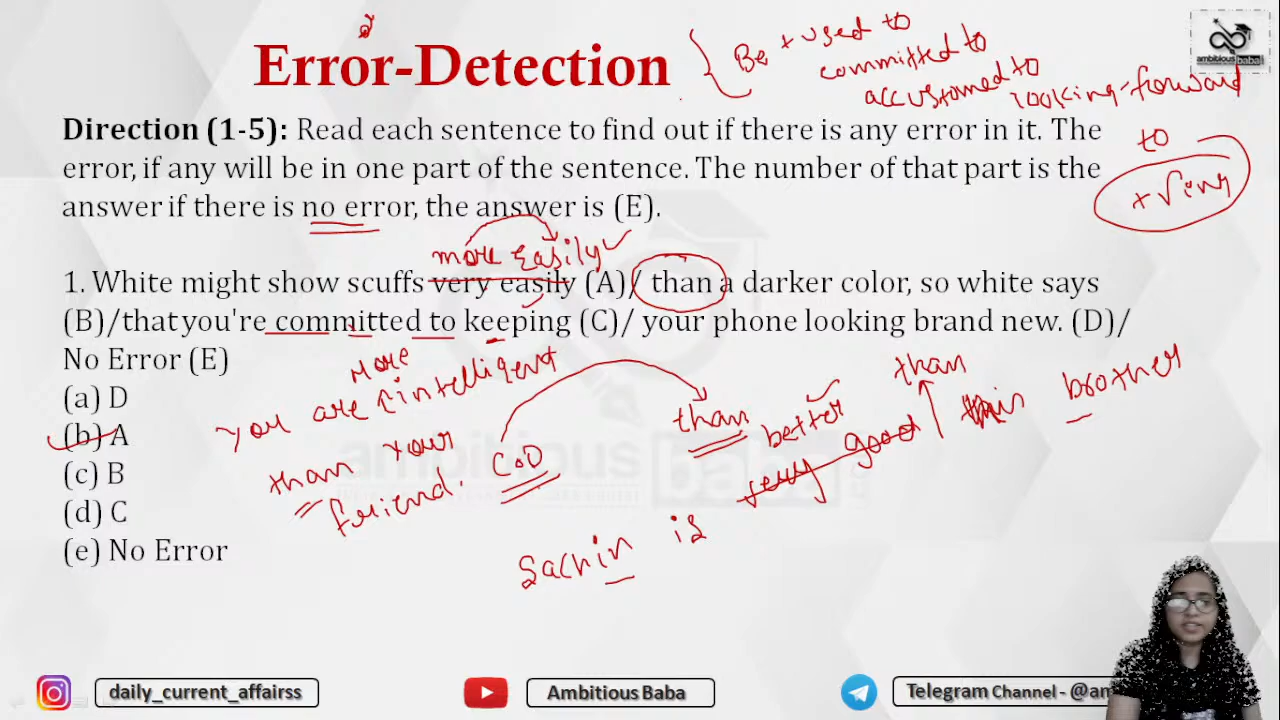 Error-Detection
Be + used to
committed to
accustomed to
looking-forward
to
+ Ving
ambitious
baba
Direction (1-5): Read each sentence to find out if there is any error in it. The
error, if any will be in one part of the sentence. The number of that part is the
answer if there is no error, the answer is (E).
more easily
1. White might show scuffs very easily (A)/ than a darker color, so white says
(B)/that you're committed to keeping (C)/ your phone looking brand new. (D)/
No Error (E)
(a) D
(b) A
(c) B
(d) C
(e) No Error
more
you are intelligent
than your
friend.
COD
than
Sachin is very good
better
than
his brother
ambitious
baba
daily_current_affairss
Ambitious Baba
Telegram Channel - @am